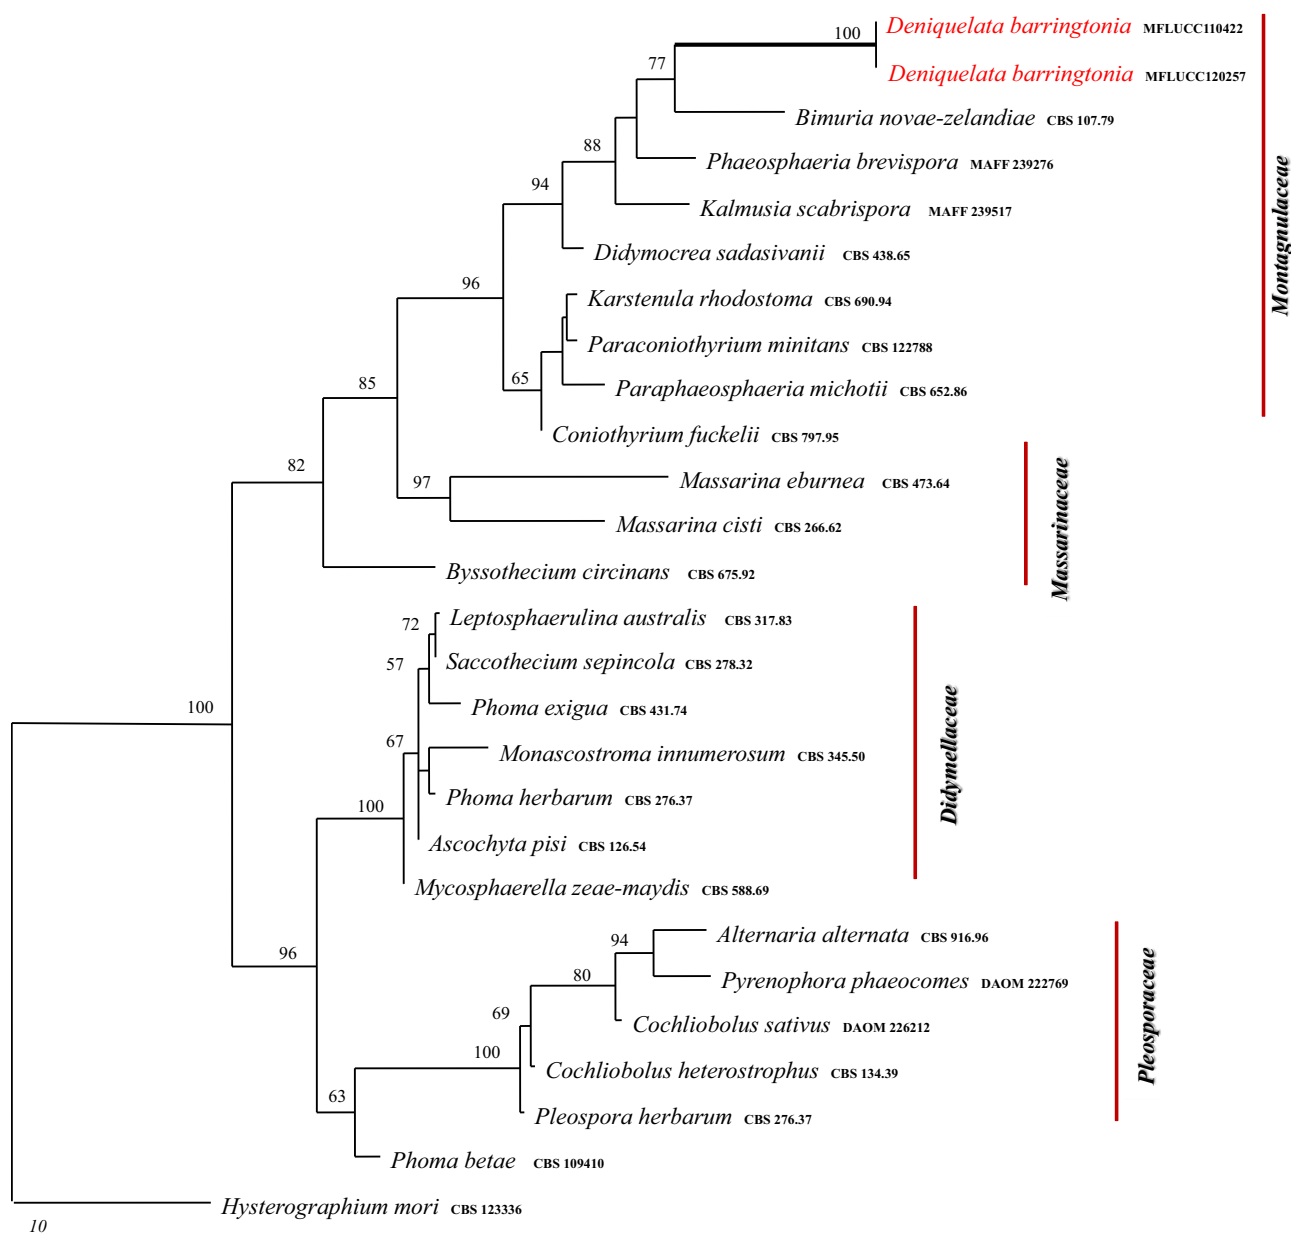 Deniquelata barringtonia MFLUCC110422
100
77
Deniquelata barringtonia MFLUCC120257
Bimuria novae-zelandiae CBS 107.79
88
Phaeosphaeria brevispora MAFF 239276
94
Kalmusia scabrispora MAFF 239517
Didymocrea sadasivanii CBS 438.65
Montagnulaceae
96
Karstenula rhodostoma CBS 690.94
Paraconiothyrium minitans CBS 122788
85
65
Paraphaeosphaeria michotii CBS 652.86
Coniothyrium fuckelii CBS 797.95
82
97
Massarina eburnea CBS 473.64
Massarina cisti CBS 266.62
Massarinaceae
Byssothecium circinans CBS 675.92
72
Leptosphaerulina australis CBS 317.83
57
Saccothecium sepincola CBS 278.32
100
Phoma exigua CBS 431.74
67
Monascostroma innumerosum CBS 345.50
Didymellaceae
100
Phoma herbarum CBS 276.37
Ascochyta pisi CBS 126.54
Mycosphaerella zeae-maydis CBS 588.69
94
Alternaria alternata CBS 916.96
96
80
Pyrenophora phaeocomes DAOM 222769
69
Cochliobolus sativus DAOM 226212
Pleosporaceae
100
Cochliobolus heterostrophus CBS 134.39
63
Pleospora herbarum CBS 276.37
Phoma betae CBS 109410
Hysterographium mori CBS 123336
10